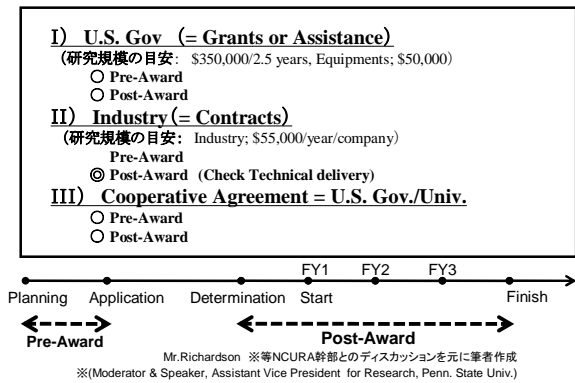 I) U.S. Gov (= Grants or Assistance)
(研究規模の目安: $350,000/2.5 years, Equipments; $50,000)
○ Pre-Award
○ Post-Award
II) Industry (= Contracts)
(研究規模の目安: Industry; $55,000/year/company)
Pre-Award
◎ Post-Award (Check Technical delivery)
III) Cooperative Agreement = U.S. Gov./Univ.
○ Pre-Award
○ Post-Award
FY1 FY2 FY3
Planning Application Determination Start Finish
Pre-Award Post-Award
Mr.Richardson ※等NCURA幹部とのディスカッションを元に筆者作成
※(Moderator & Speaker, Assistant Vice President for Research, Penn. State Univ.)